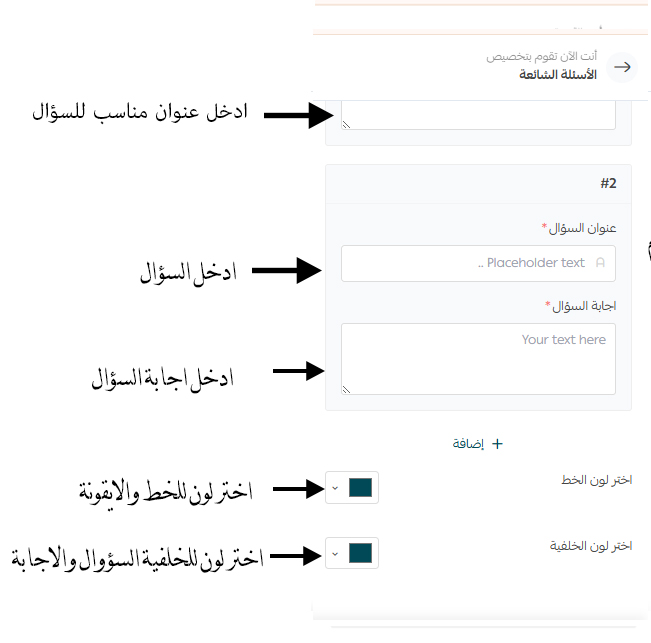 أنت الآن تقوم بتخصيص
الأسئلة الشائعة
ادخل عنوان مناسب للسؤال
#2
عنوان السؤال*
Placeholder text ..
ادخل السؤال
اجابة السؤال*
Your text here
ادخل اجابة السؤال
+ إضافة
اختر لون الخط
اختر لون للخط والايقونة
اختر لون الخلفية
اختر لون للخلفية السؤوال والاجابة